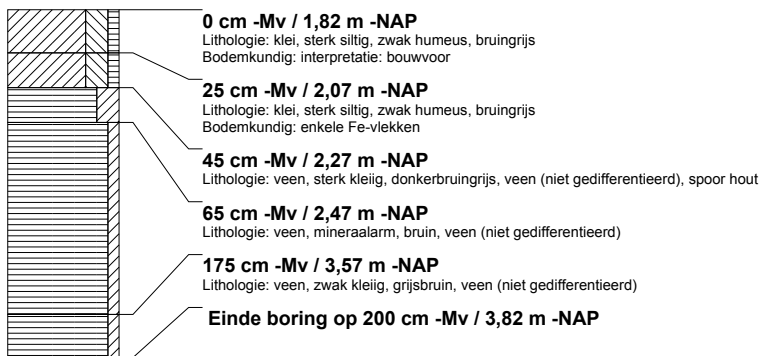 0 cm -Mv / 1,82 m -NAP
Lithologie: klei, sterk siltig, zwak humeus, bruingrijs
Bodemkundig: interpretatie: bouwvoor
25 cm -Mv / 2,07 m -NAP
Lithologie: klei, sterk siltig, zwak humeus, bruingrijs
Bodemkundig: enkele Fe-vlekken
45 cm -Mv / 2,27 m -NAP
Lithologie: veen, sterk kleiig, donkerbruingrijs, veen (niet gedifferentieerd), spoor hout
65 cm -Mv / 2,47 m -NAP
Lithologie: veen, mineraalarm, bruin, veen (niet gedifferentieerd)
175 cm -Mv / 3,57 m -NAP
Lithologie: veen, zwak kleiig, grijsbruin, veen (niet gedifferentieerd)
Einde boring op 200 cm -Mv / 3,82 m -NAP